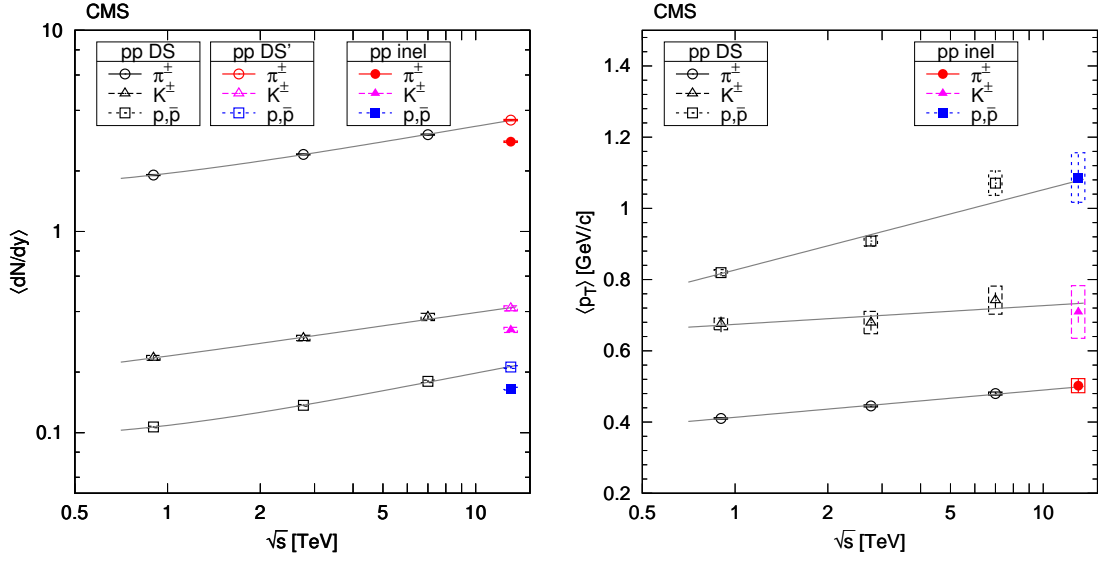 CMS
10
1
0.1
⟨dN/dy⟩
0.5
1
2
5
10
√s [TeV]
pp DS
π±
K±
p,p̄
pp DS’
π±
K±
p,p̄
pp inel
π±
K±
p,p̄
CMS
1.4
1.2
1
0.8
0.6
0.4
0.2
⟨pT⟩ [GeV/c]
0.5
1
2
5
10
√s [TeV]
pp DS
π±
K±
p,p̄
pp inel
π±
K±
p,p̄